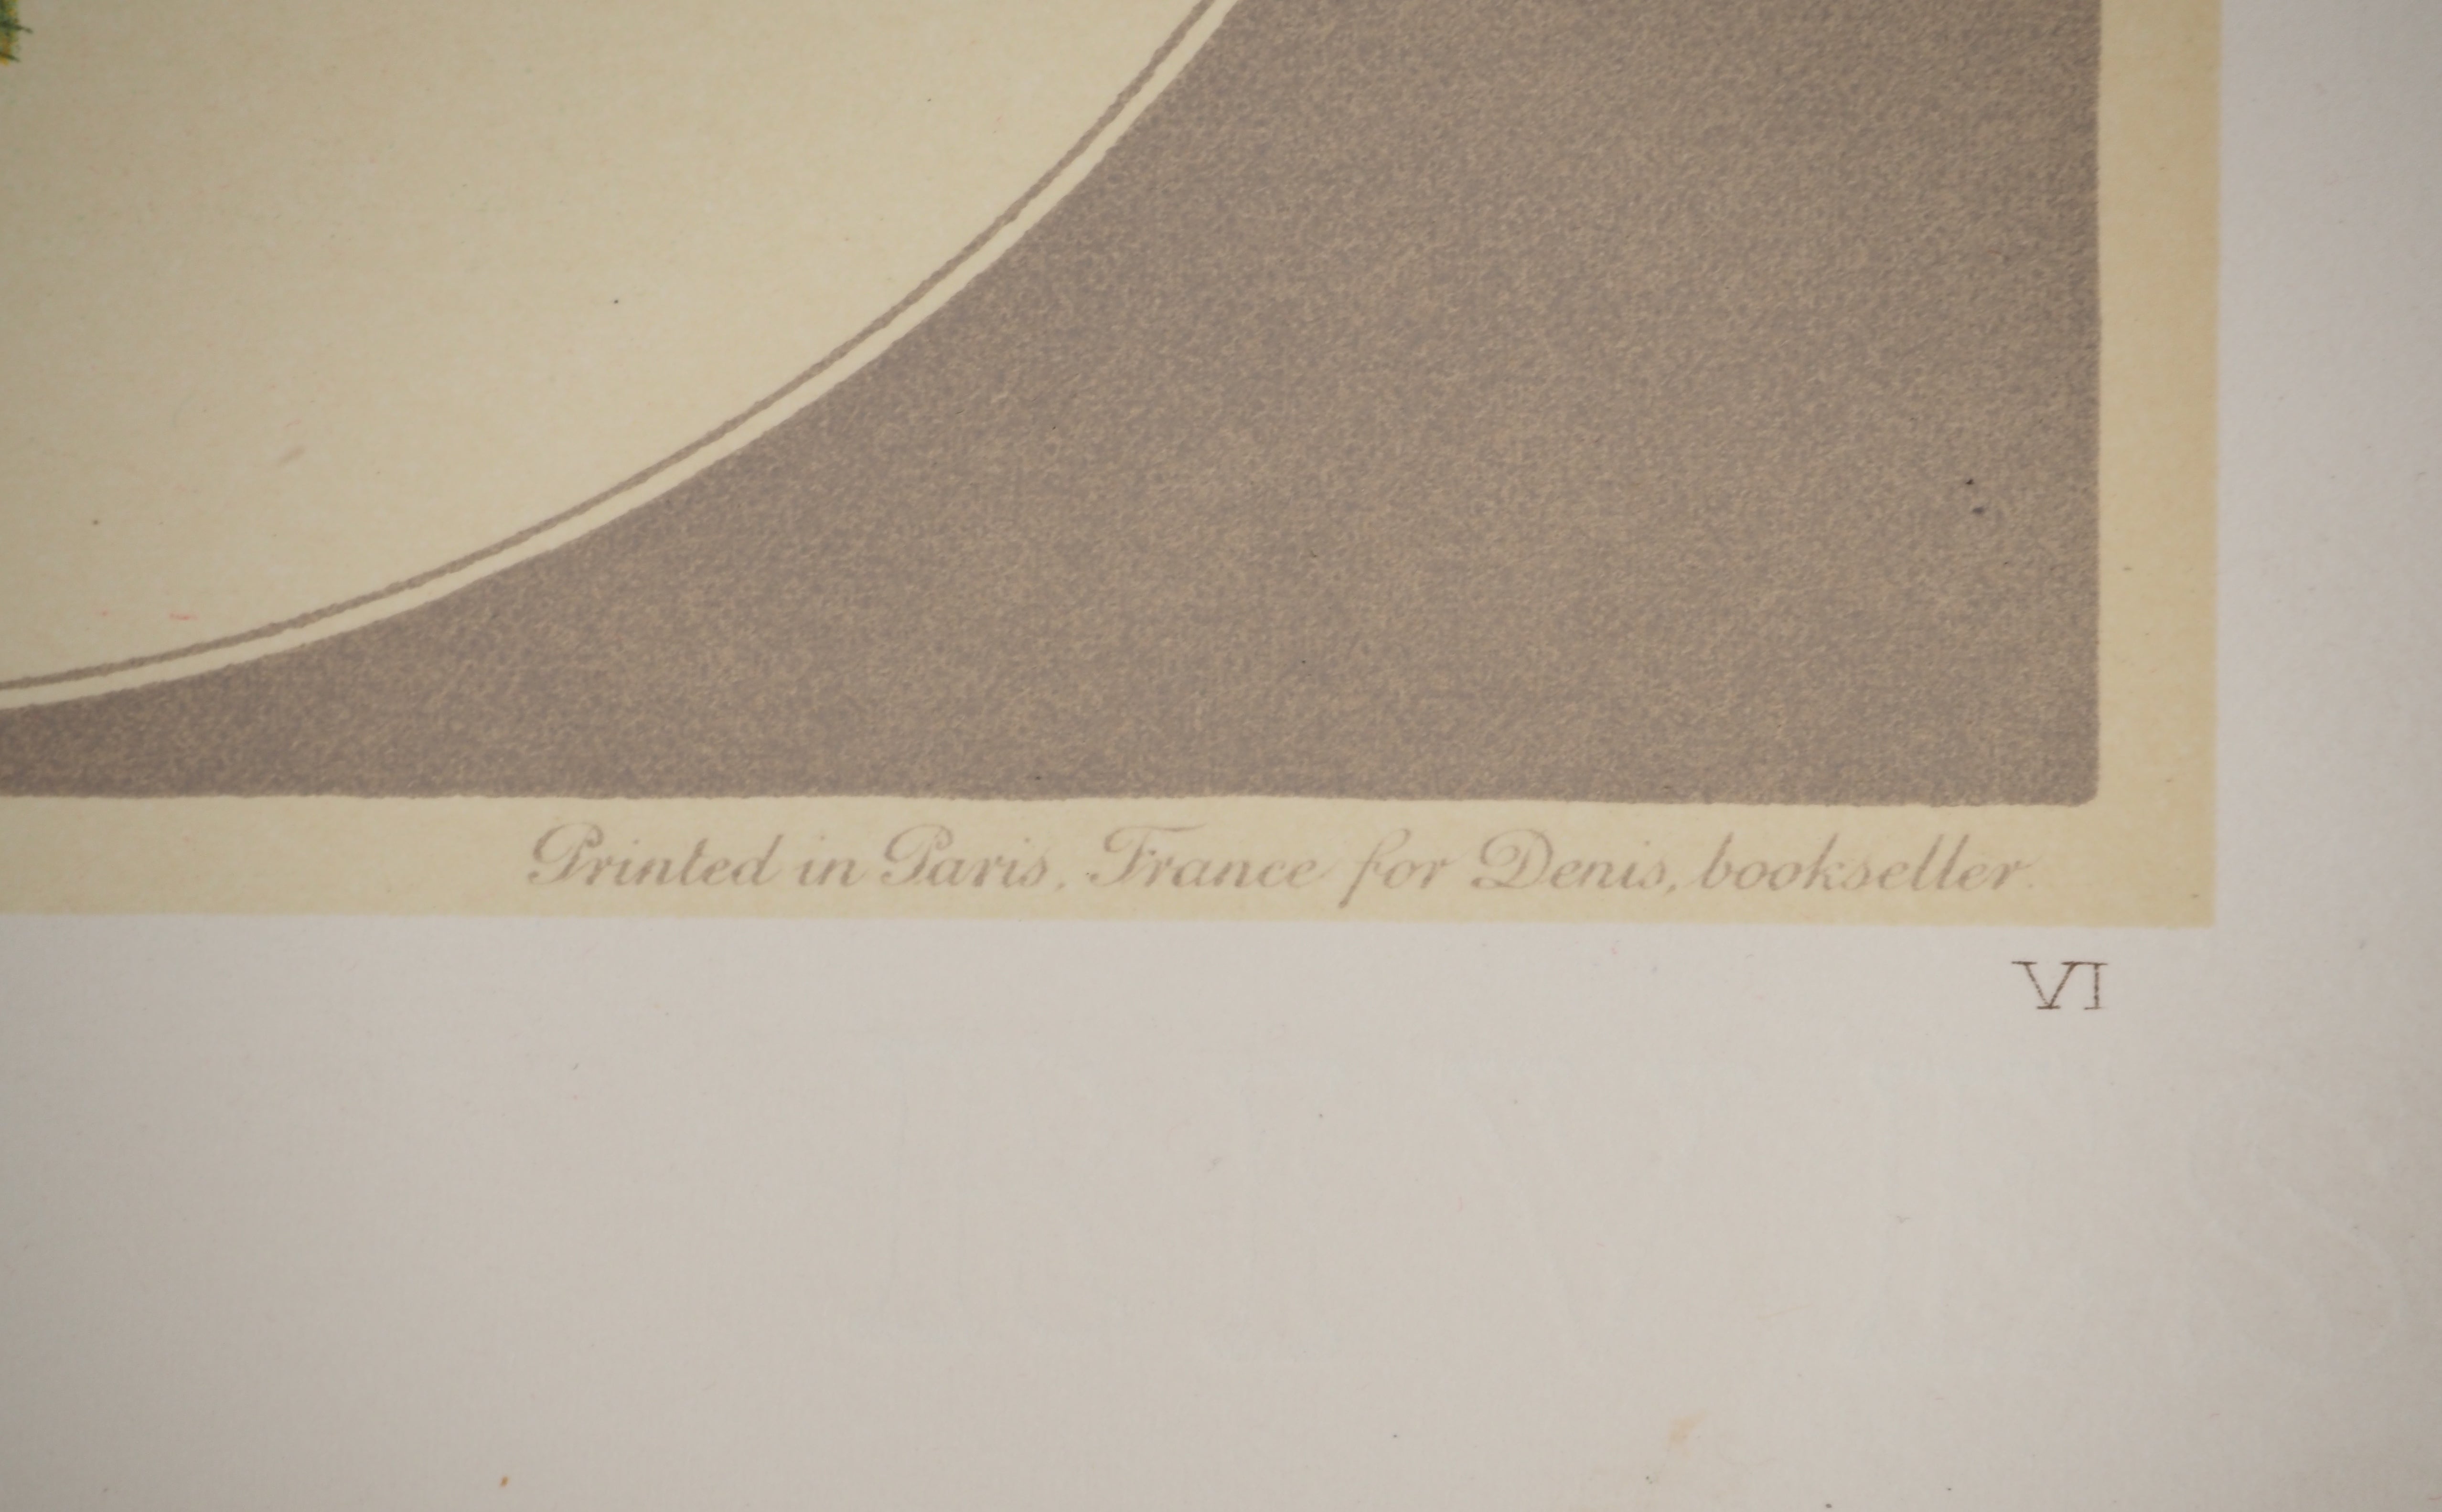 Printed in Paris, France for Denis, bookseller.
VI